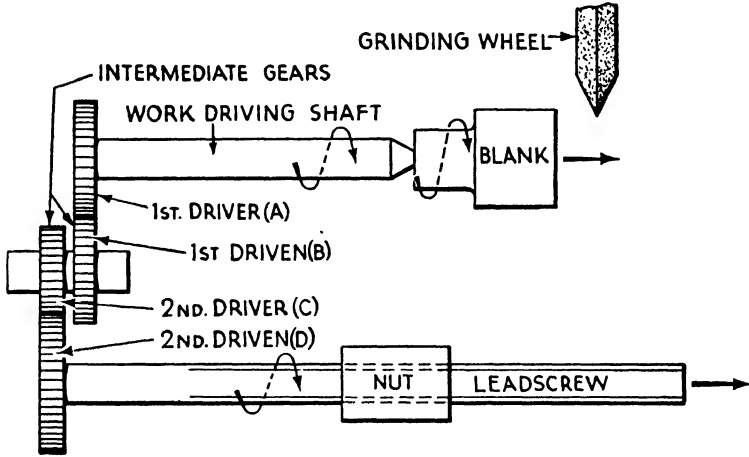 GRINDING WHEEL
INTERMEDIATE GEARS
WORK DRIVING SHAFT
BLANK
1ST. DRIVER(A)
1ST DRIVEN(B)
2ND. DRIVER(C)
2ND. DRIVEN(D)
NUT
LEADSCREW